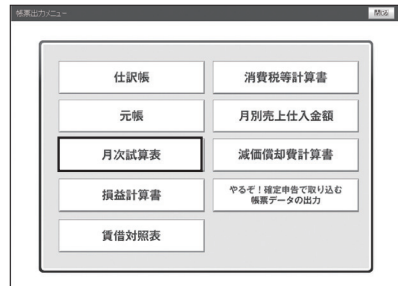 帳票出力メニュー
閉じる
仕訳帳
消費税等計算書
元帳
月別売上仕入金額
月次試算表
減価償却費計算書
損益計算書
やるぞ！確定申告で取り込む
帳票データの出力
賃借対照表